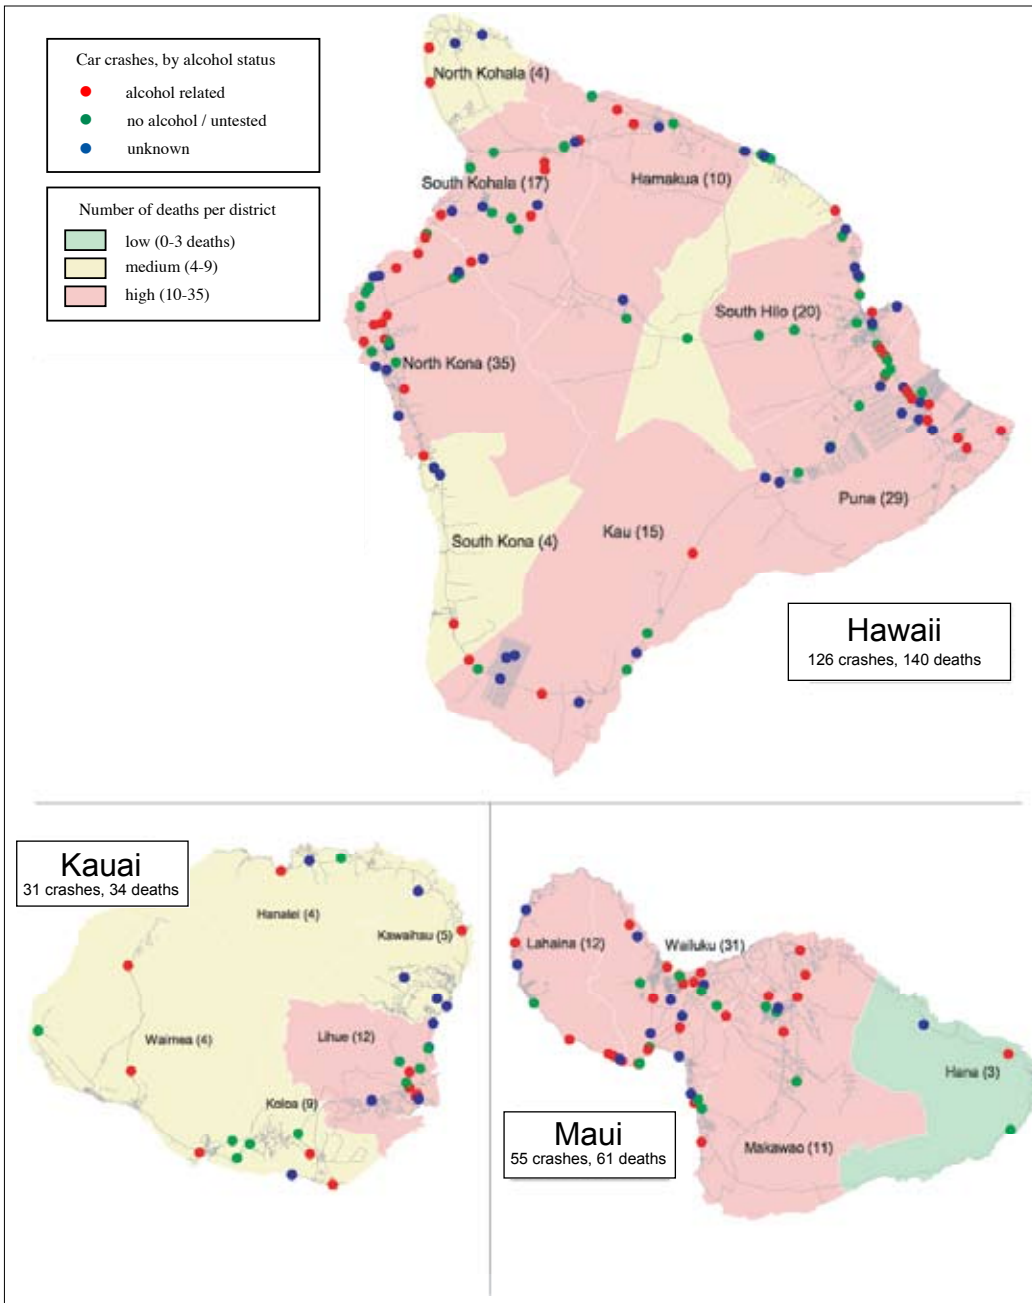 Car crashes, by alcohol status
alcohol related
no alcohol / untested
unknown
Number of deaths per district
low (0-3 deaths)
medium (4-9)
high (10-35)
North Kohala (4)
Hamakua (10)
South Kohala (17)
South Hilo (20)
North Kona (35)
Puna (29)
Kau (15)
South Kona (4)
Hawaii
126 crashes, 140 deaths
Kauai
31 crashes, 34 deaths
Hanalei (4)
Kawaihau (5)
Waimea (4)
Lihue (12)
Koloa (9)
Lahaina (12)
Wailuku (31)
Hana (3)
Makawao (11)
Maui
55 crashes, 61 deaths